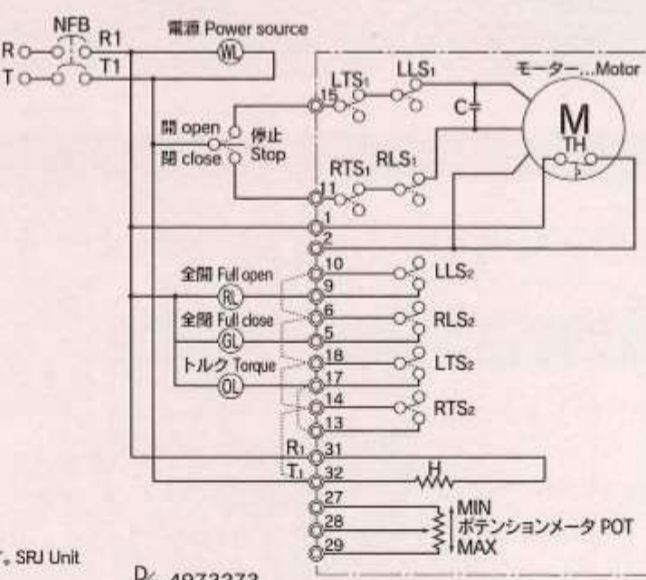 NFB
電源 Power source
R
R1
WL
T
T1
LTS1
LLS1
モーター...Motor
15
C
M
TH
開 open
停止
Stop
閉 close
RTS1
RLS1
11
1
2
10
LLS2
全開 Full open
RL
9
全閉 Full close
6
RLS2
GL
5
トルク Torque
18
LTS2
OL
17
14
RTS2
13
R1
31
T1
32
H
27
MIN
28
ポテンションメータ POT
29
MAX
。SRJ Unit
D/ 4973273